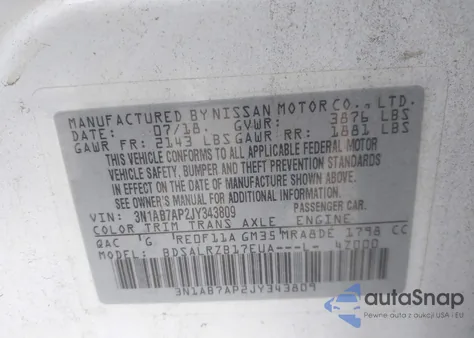 MANUFACTURED BY NISSAN MOTOR CO., LTD.
DATE: 07/18. GVWR: 3876 LBS
GAWR FR: 2143 LBS GAWR RR: 1881 LBS
THIS VEHICLE CONFORMS TO ALL APPLICABLE FEDERAL MOTOR
VEHICLE SAFETY, BUMPER, AND THEFT PREVENTION STANDARDS
IN EFFECT ON THE DATE OF MANUFACTURE SHOWN ABOVE.
SEE OWNER'S MANUAL FOR ADDITIONAL INFORMATION.
VIN: 3N1AB7AP2JY343809 PASSENGER CAR.
COLOR TRIM TRANS AXLE ENGINE
QAC G RE0F11A GM35 MRA8DE 1798 CC
MODEL: BDSALRZB17EUA---L- 4Z000
3N1AB7AP2JY343809
autoSnap
Pewne auta z USA i EU